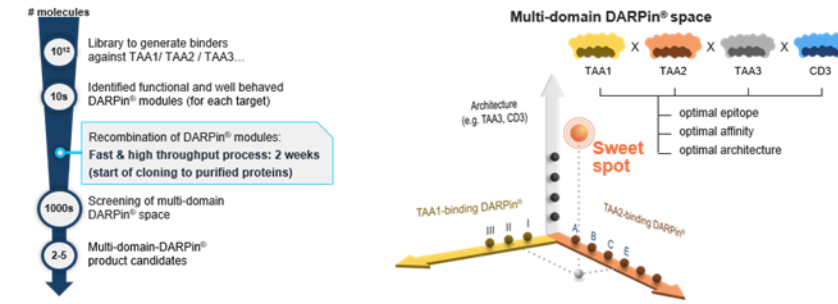 # molecules
10¹²
Library to generate binders
against TAA1/ TAA2 / TAA3...
10s
Identified functional and well behaved
DARPin® modules (for each target)
Recombination of DARPin® modules:
Fast & high throughput process: 2 weeks
(start of cloning to purified proteins)
1000s
Screening of multi-domain
DARPin® space
2-5
Multi-domain-DARPin®
product candidates
Multi-domain DARPin® space
X X X
TAA1 TAA2 TAA3 CD3
optimal epitope
optimal affinity
optimal architecture
Architecture
(e.g. TAA3, CD3)
Sweet
spot
TAA1-binding DARPin®
III II I
TAA2-binding DARPin®
A B C E